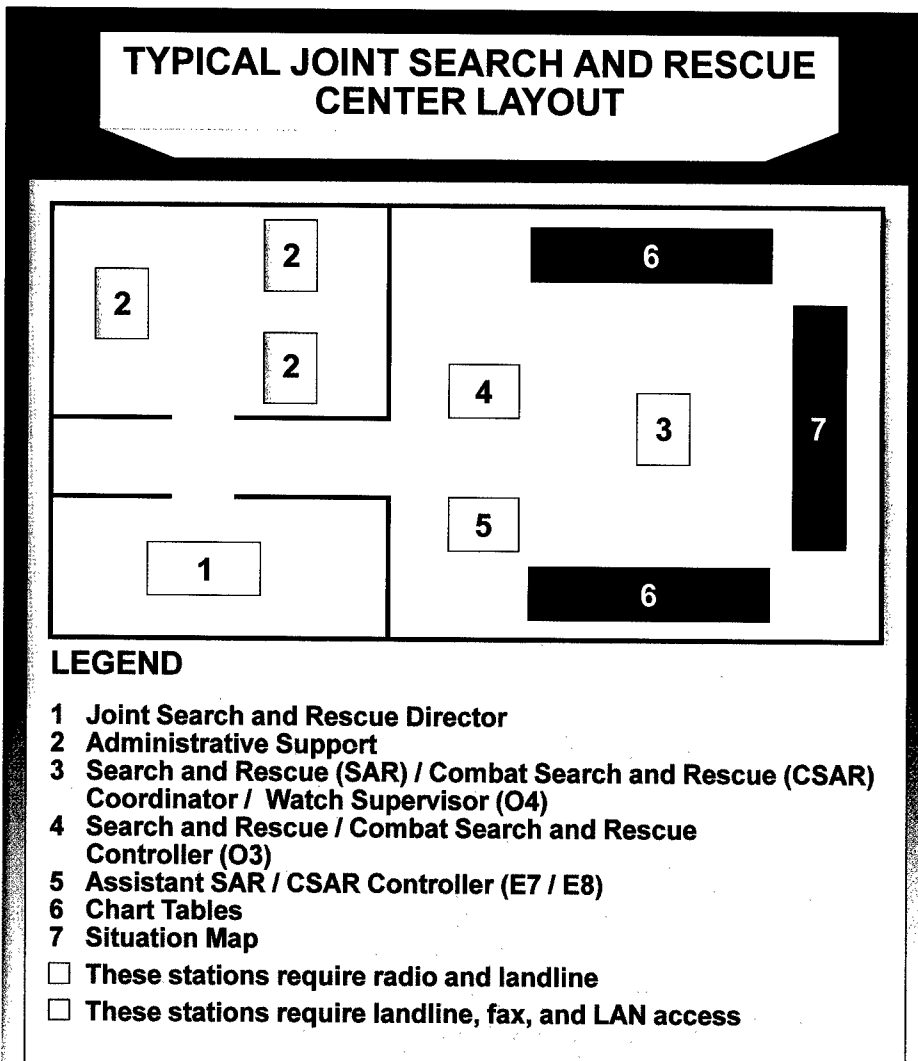 TYPICAL JOINT SEARCH AND RESCUE
CENTER LAYOUT
2
2
2
6
4
3
7
5
1
6
LEGEND
1 Joint Search and Rescue Director
2 Administrative Support
3 Search and Rescue (SAR) / Combat Search and Rescue (CSAR)
Coordinator / Watch Supervisor (O4)
4 Search and Rescue / Combat Search and Rescue
Controller (O3)
5 Assistant SAR / CSAR Controller (E7 / E8)
6 Chart Tables
7 Situation Map
These stations require radio and landline
These stations require landline, fax, and LAN access